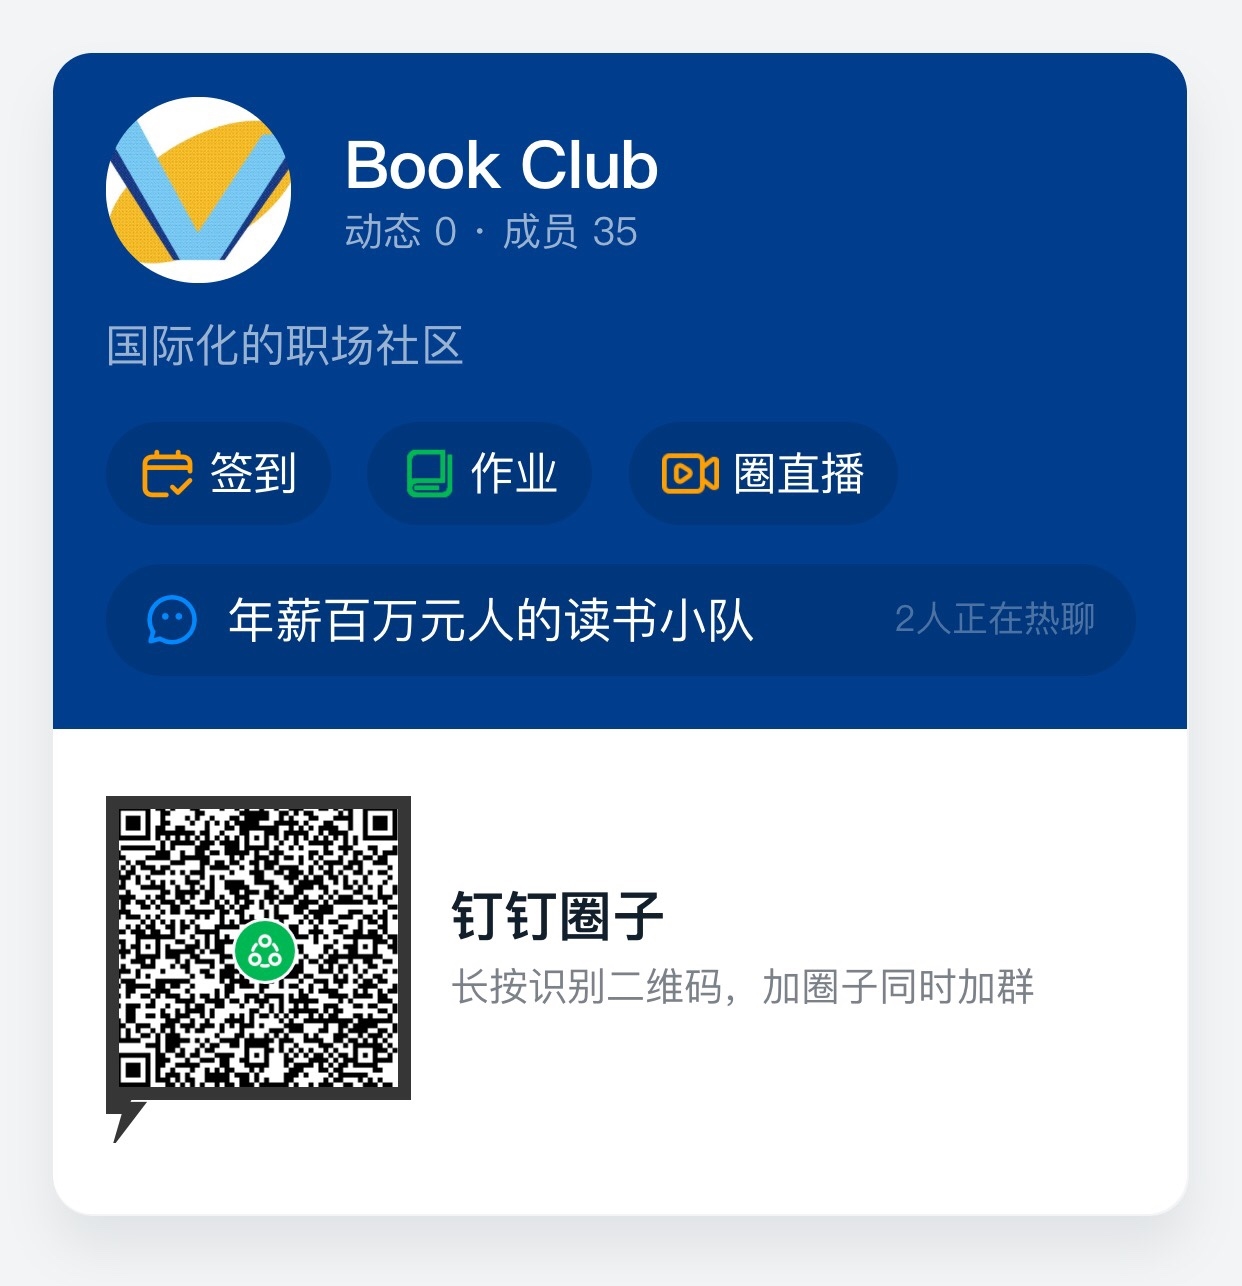 Book Club
动态 0 · 成员 35
国际化的职场社区
签到 作业 圈直播
年薪百万元人的读书小队 2人正在热聊
钉钉圈子
长按识别二维码，加圈子同时加群